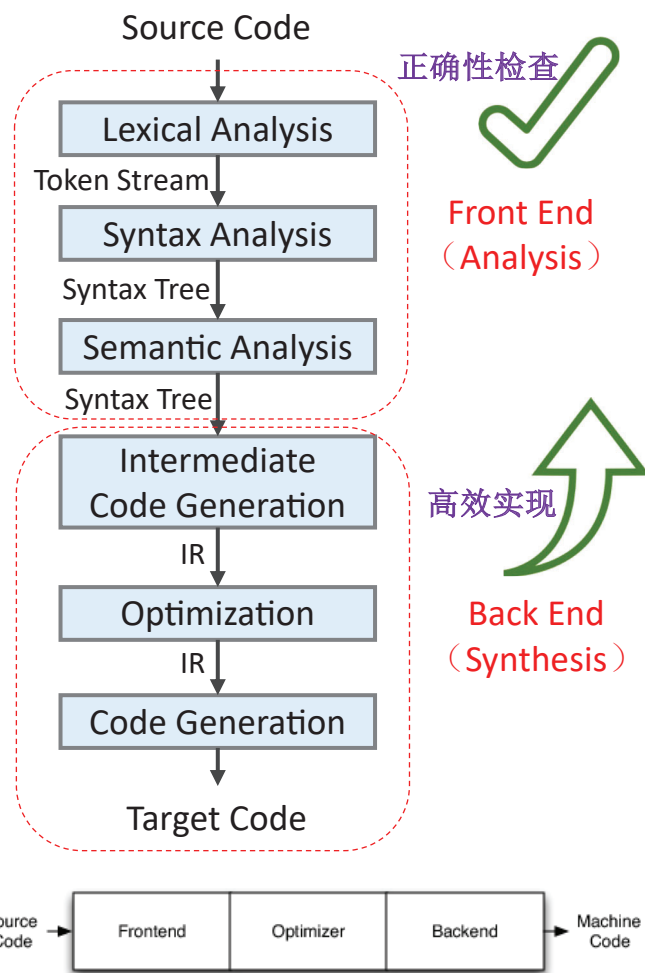 Source Code
正确性检查
Lexical Analysis
Token Stream
Syntax Analysis
Front End
（Analysis）
Syntax Tree
Semantic Analysis
Syntax Tree
Intermediate
Code Generation
高效实现
IR
Optimization
Back End
（Synthesis）
IR
Code Generation
Target Code
ource
Code
Frontend
Optimizer
Backend
Machine
Code